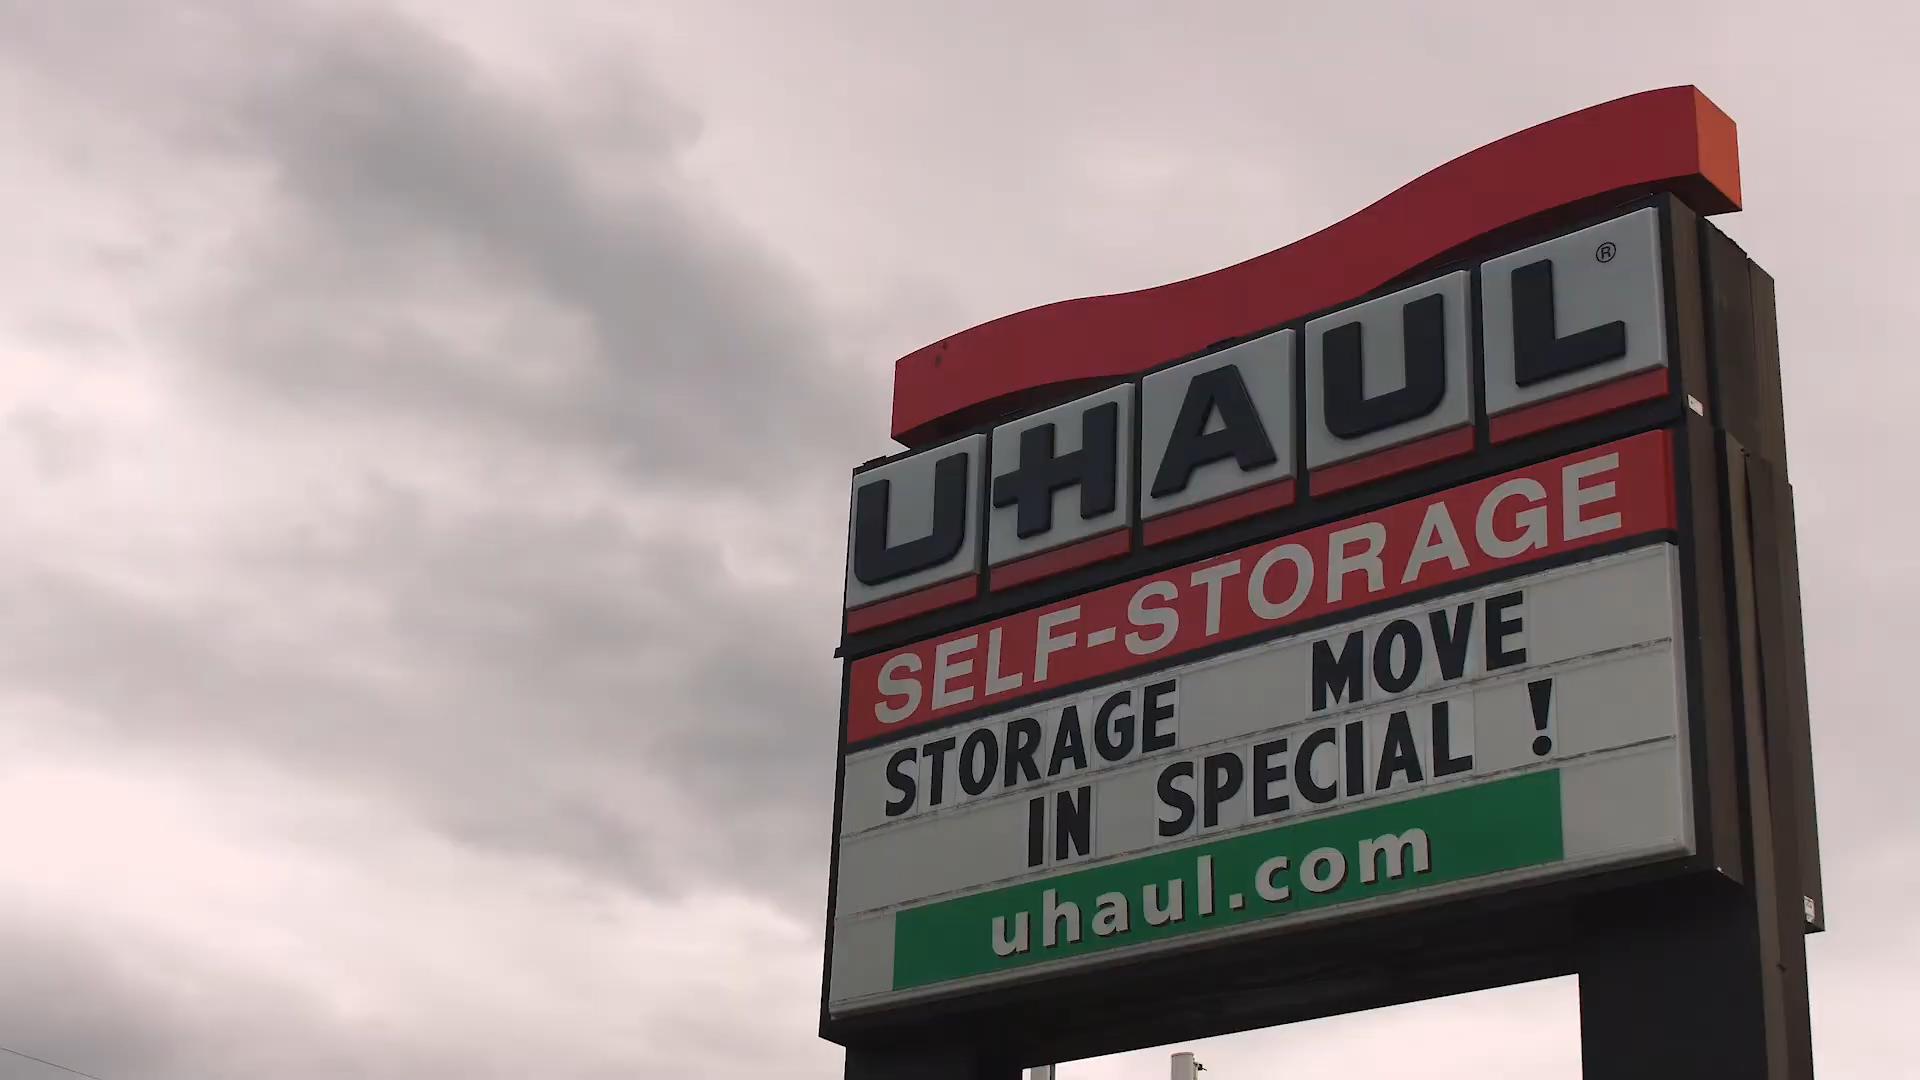 UHAUL®
SELF-STORAGE
STORAGE MOVE
IN SPECIAL !
uhaul.com